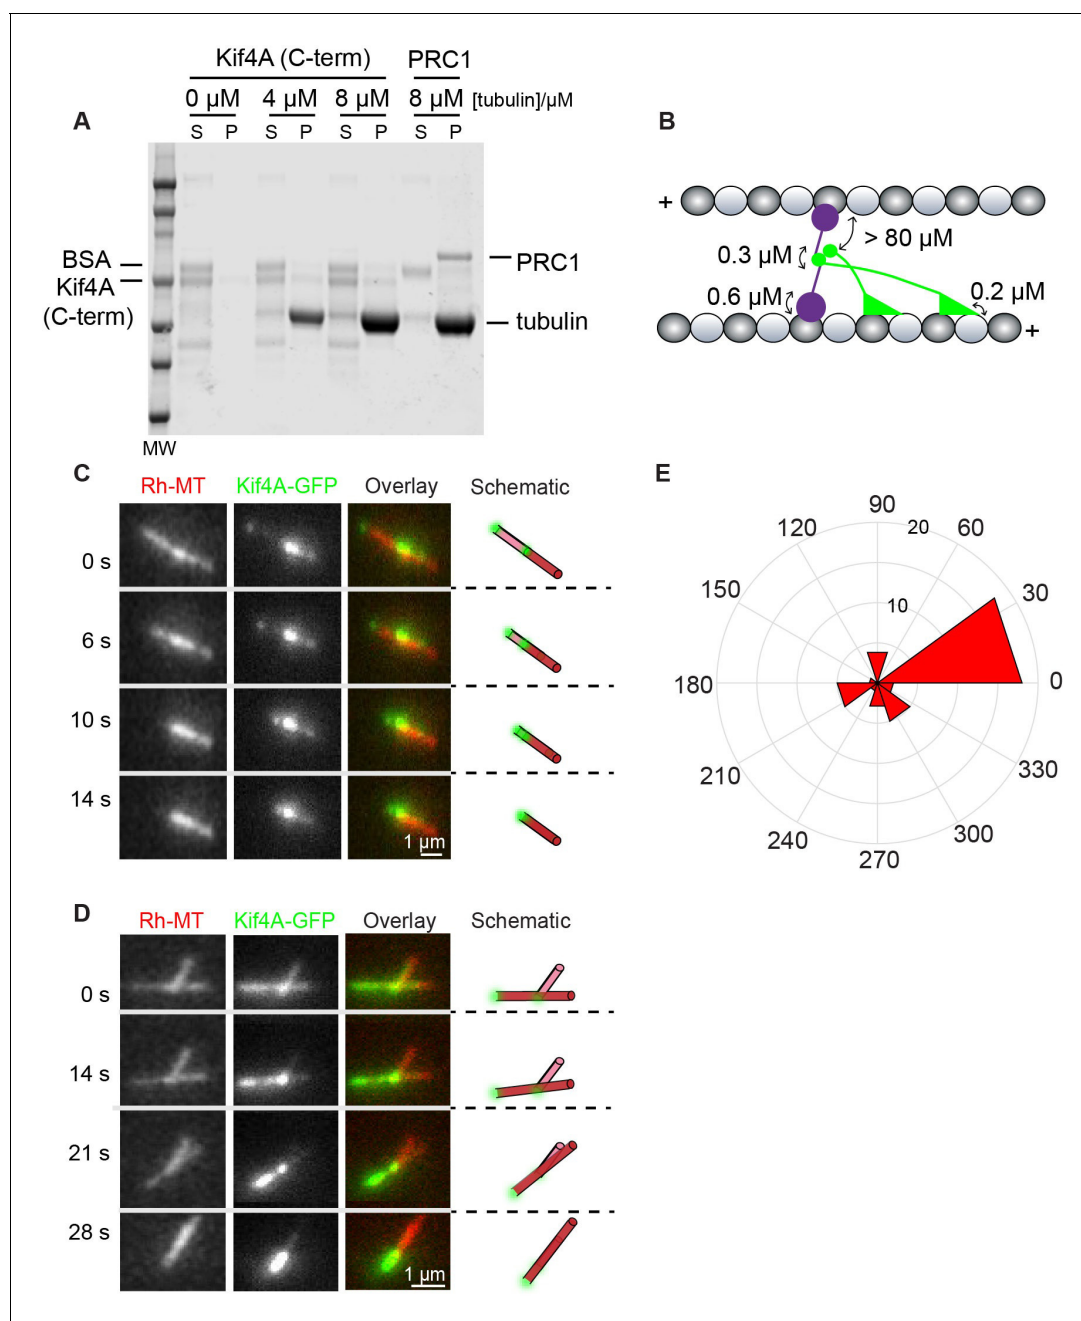 Kif4A (C-term) PRC1
0 µM 4 µM 8 µM 8 µM [tubulin]/µM
A
S P S P S P S P
BSA
Kif4A
(C-term)
PRC1
tubulin
MW
B
+
> 80 µM
0.3 µM
0.6 µM
0.2 µM
+
C
Rh-MT Kif4A-GFP Overlay Schematic
0 s
6 s
10 s
14 s
1 µm
D
Rh-MT Kif4A-GFP Overlay Schematic
0 s
14 s
21 s
28 s
1 µm
E
90
120 20 60
150 10 30
180 0
210 330
240 300
270